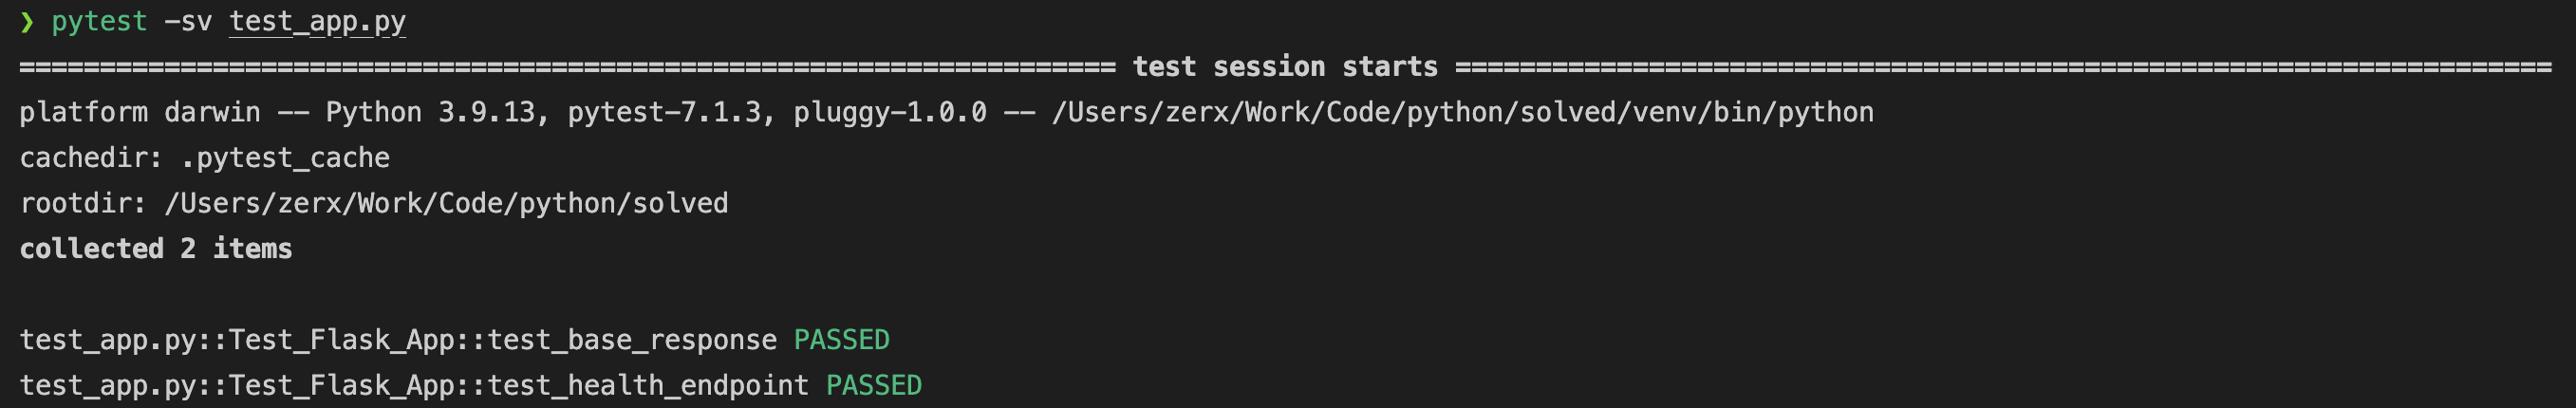 ❯ pytest -sv test_app.py
==================================================================== test session starts ====================================================================
platform darwin -- Python 3.9.13, pytest-7.1.3, pluggy-1.0.0 -- /Users/zerx/Work/Code/python/solved/venv/bin/python
cachedir: .pytest_cache
rootdir: /Users/zerx/Work/Code/python/solved
collected 2 items
test_app.py::Test_Flask_App::test_base_response PASSED
test_app.py::Test_Flask_App::test_health_endpoint PASSED